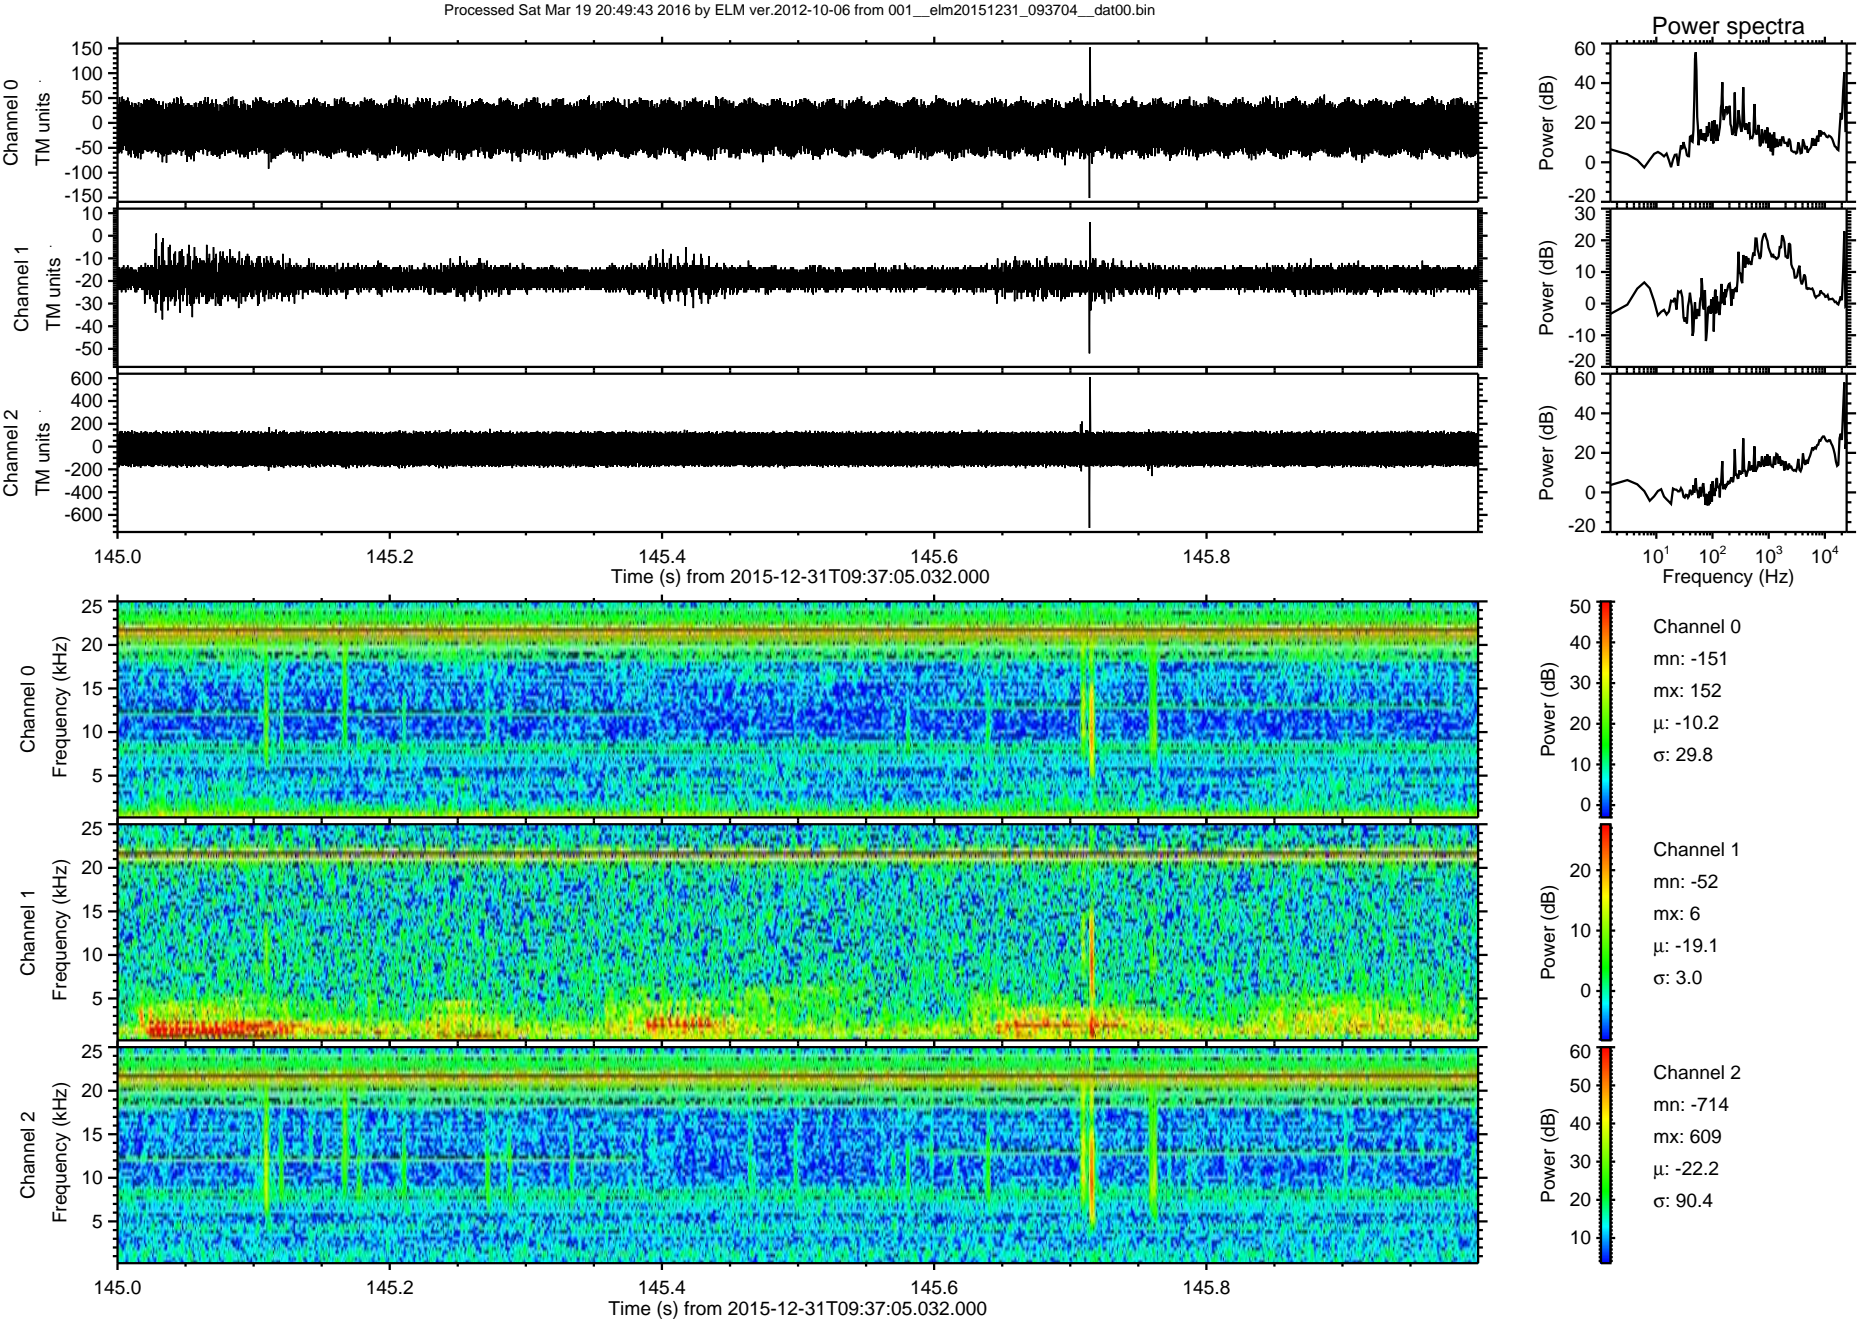 Processed Sat Mar 19 20:49:43 2016 by ELM ver.2012-10-06 from 001__elm20151231_093704__dat00.bin
Power spectra
Channel 0
TM units
150
100
50
0
-50
-100
-150
Power (dB)
60
40
20
0
-20
Channel 1
TM units
10
0
-10
-20
-30
-40
-50
Power (dB)
30
20
10
0
-10
-20
Channel 2
TM units
600
400
200
0
-200
-400
-600
Power (dB)
60
40
20
0
-20
145.0 145.2 145.4 145.6 145.8
Time (s) from 2015-12-31T09:37:05.032.000
10^1 10^2 10^3 10^4
Frequency (Hz)
Channel 0
Frequency (kHz)
25
20
15
10
5
Power (dB)
50
40
30
20
10
0
Channel 0
mn: -151
mx: 152
μ: -10.2
σ: 29.8
Channel 1
Frequency (kHz)
25
20
15
10
5
Power (dB)
20
10
0
Channel 1
mn: -52
mx: 6
μ: -19.1
σ: 3.0
Channel 2
Frequency (kHz)
25
20
15
10
5
Power (dB)
60
50
40
30
20
10
Channel 2
mn: -714
mx: 609
μ: -22.2
σ: 90.4
145.0 145.2 145.4 145.6 145.8
Time (s) from 2015-12-31T09:37:05.032.000